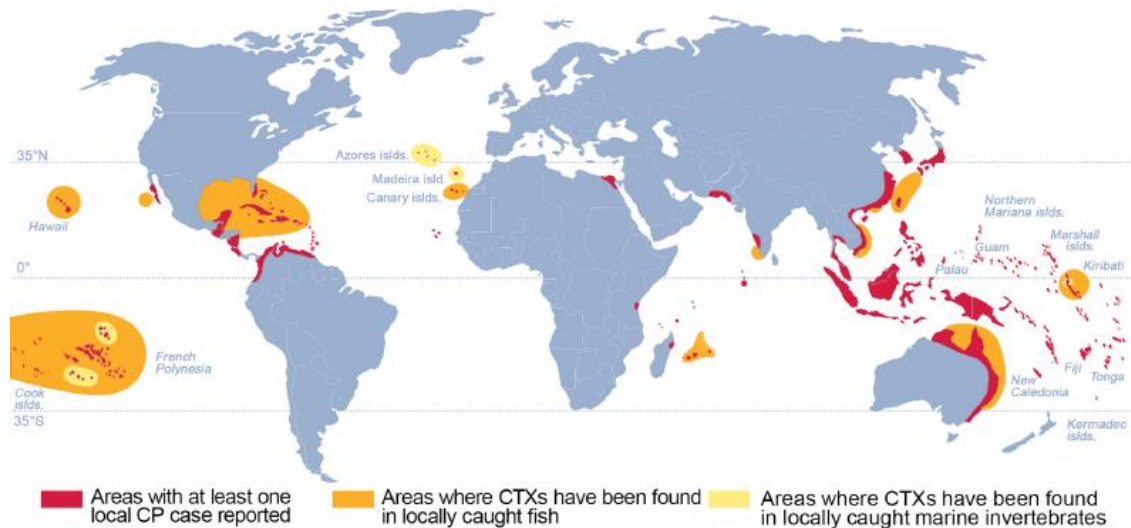 35°N
Azores islds.
Madeira isld.
Canary islds.
Hawaii
Northern
Mariana islds.
Guam
Marshall
islds.
Palau
Kiribati
0°
French
Polynesia
Cook
islds.
35°S
New
Caledonia
Fiji
Tonga
Kermadec
islds.
Areas with at least one
local CP case reported
Areas where CTXs have been found
in locally caught fish
Areas where CTXs have been found
in locally caught marine invertebrates